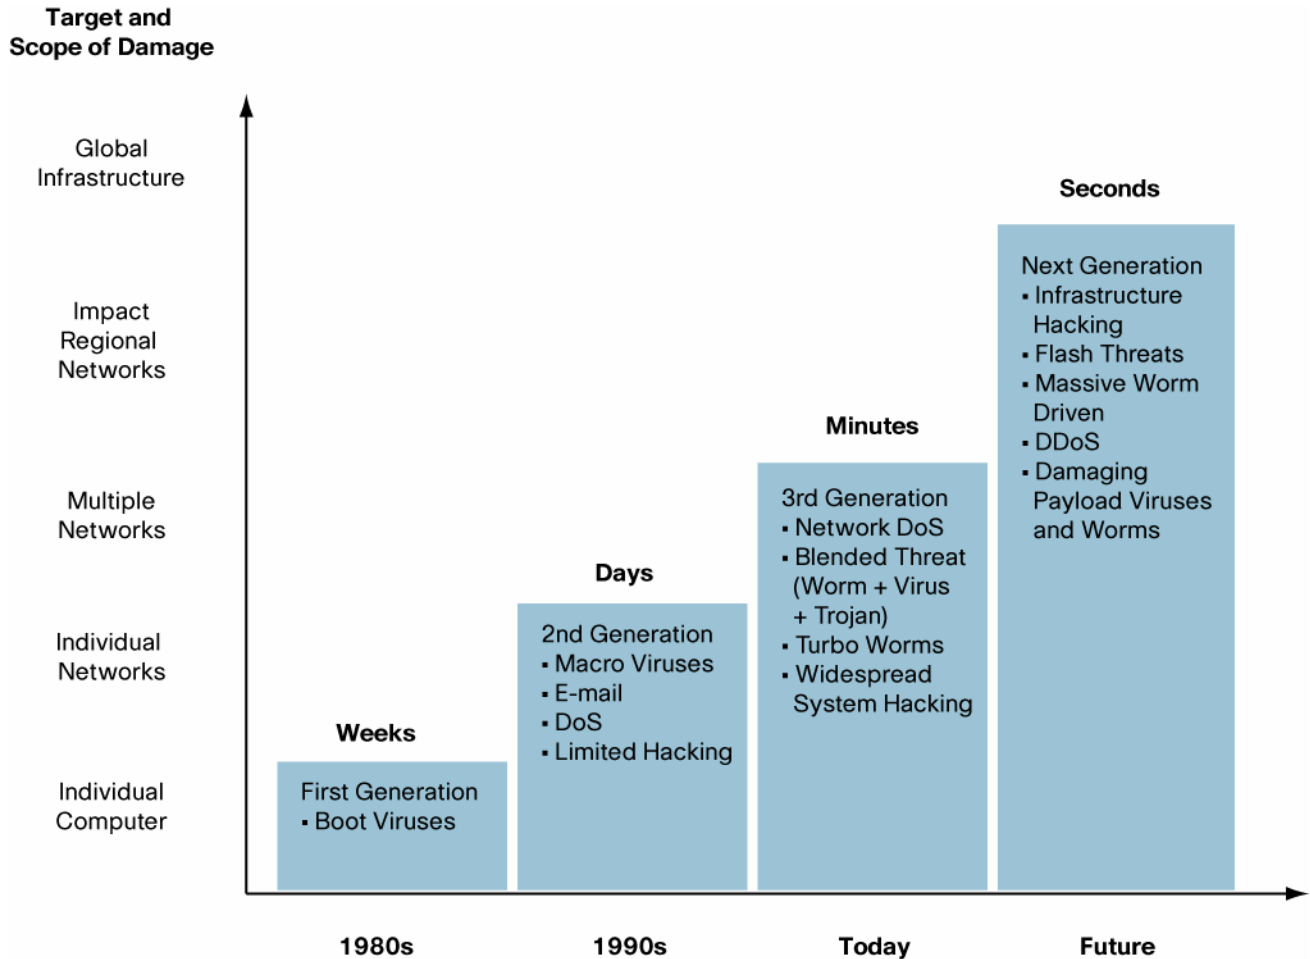 Target and
Scope of Damage
Global
Infrastructure
Impact
Regional
Networks
Multiple
Networks
Individual
Networks
Individual
Computer
Weeks
First Generation
▪ Boot Viruses
Days
2nd Generation
▪ Macro Viruses
▪ E-mail
▪ DoS
▪ Limited Hacking
Minutes
3rd Generation
▪ Network DoS
▪ Blended Threat
(Worm + Virus
+ Trojan)
▪ Turbo Worms
▪ Widespread
System Hacking
Seconds
Next Generation
▪ Infrastructure
Hacking
▪ Flash Threats
▪ Massive Worm
Driven
▪ DDoS
▪ Damaging
Payload Viruses
and Worms
1980s
1990s
Today
Future